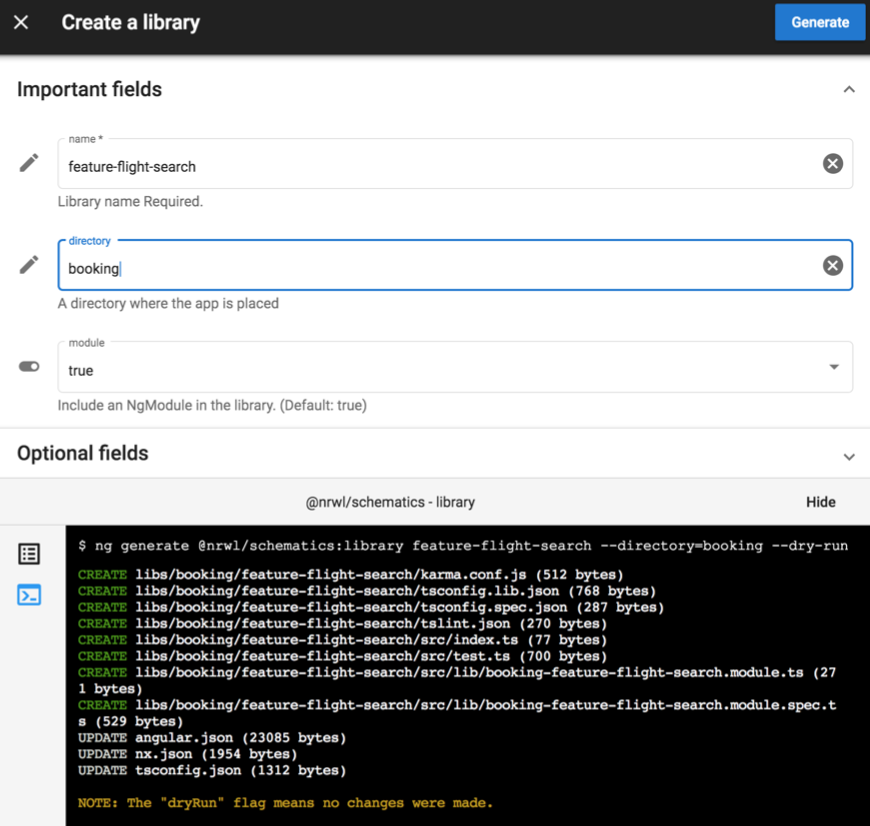 Create a library
Generate
Important fields
name *
feature-flight-search
Library name Required.
directory
booking
A directory where the app is placed
module
true
Include an NgModule in the library. (Default: true)
Optional fields
@nrwl/schematics - library
Hide
$ ng generate @nrwl/schematics:library feature-flight-search --directory=booking --dry-run
CREATE libs/booking/feature-flight-search/karma.conf.js (512 bytes)
CREATE libs/booking/feature-flight-search/tsconfig.lib.json (768 bytes)
CREATE libs/booking/feature-flight-search/tsconfig.spec.json (287 bytes)
CREATE libs/booking/feature-flight-search/tslint.json (270 bytes)
CREATE libs/booking/feature-flight-search/src/index.ts (77 bytes)
CREATE libs/booking/feature-flight-search/src/test.ts (700 bytes)
CREATE libs/booking/feature-flight-search/src/lib/booking-feature-flight-search.module.ts (27
1 bytes)
CREATE libs/booking/feature-flight-search/src/lib/booking-feature-flight-search.module.spec.t
s (529 bytes)
UPDATE angular.json (23085 bytes)
UPDATE nx.json (1954 bytes)
UPDATE tsconfig.json (1312 bytes)
NOTE: The "dryRun" flag means no changes were made.